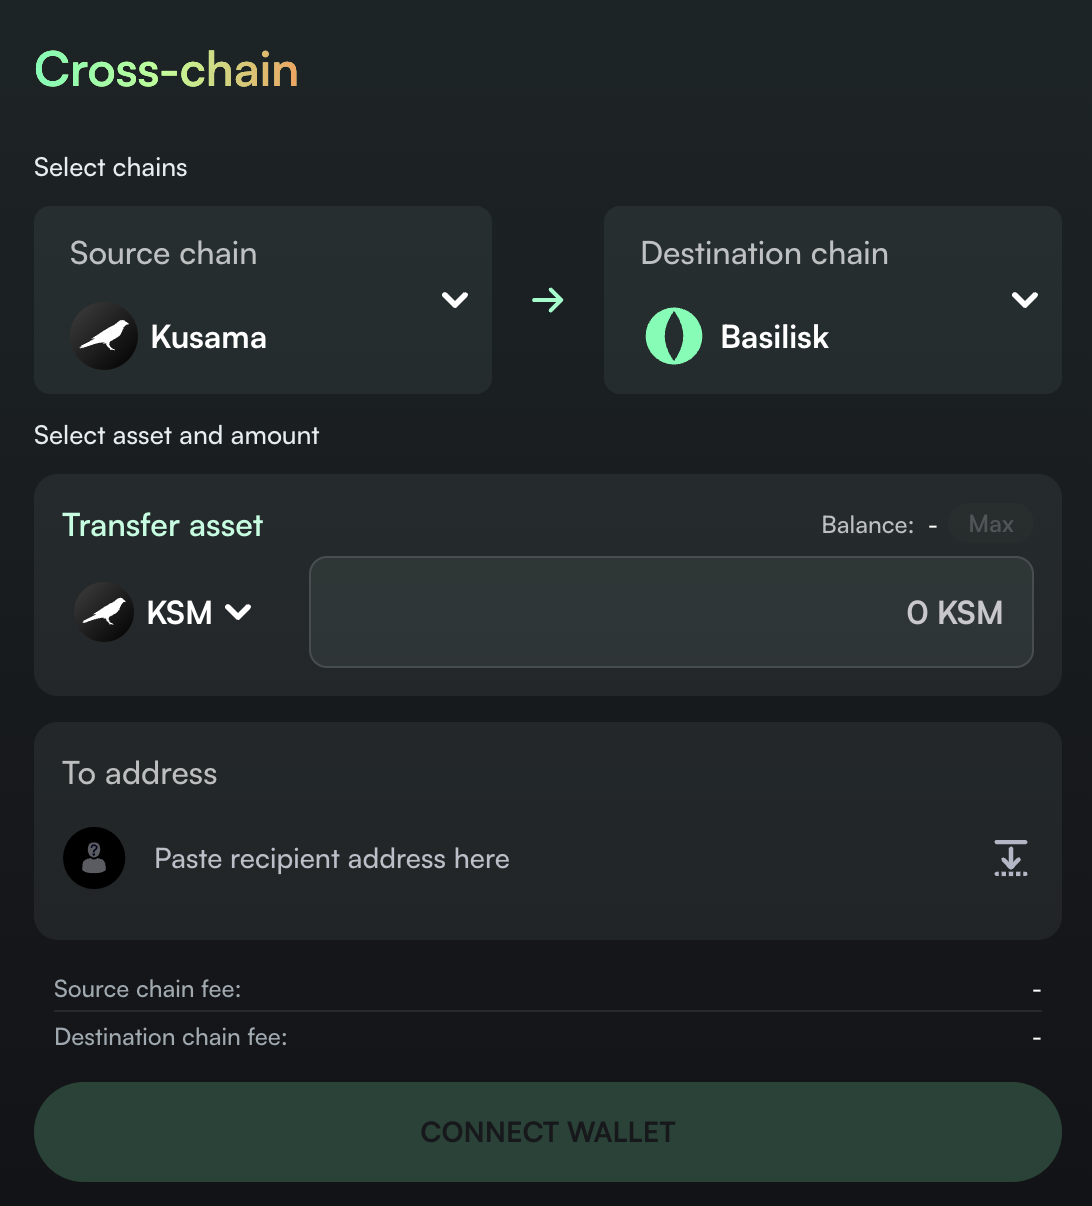 Cross-chain
Select chains
Source chain
Kusama
Destination chain
Basilisk
Select asset and amount
Transfer asset
Balance: - Max
KSM
0 KSM
To address
? Paste recipient address here
Source chain fee: -
Destination chain fee: -
CONNECT WALLET